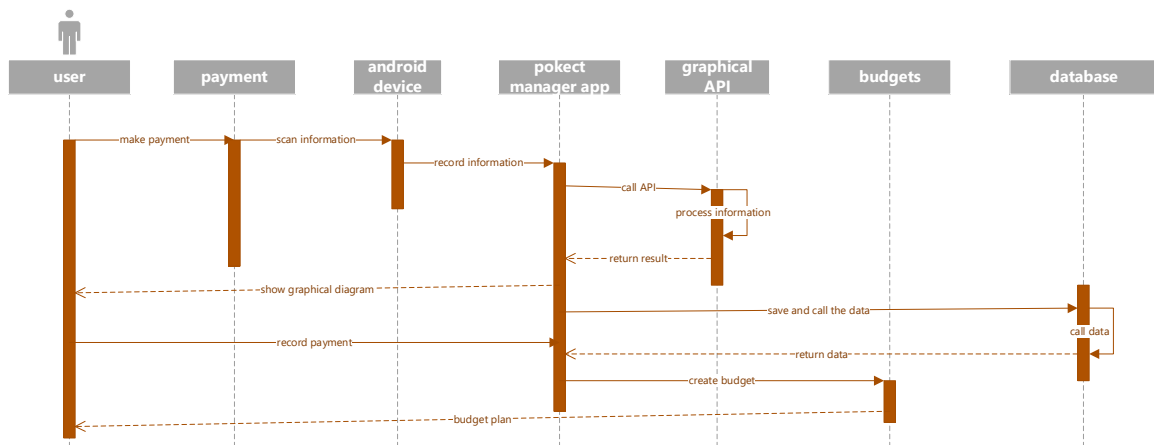 user
payment
android
device
pokect
manager app
graphical
API
budgets
database
make payment
scan information
record information
call API
process information
return result
show graphical diagram
save and call the data
call data
record payment
return data
create budget
budget plan